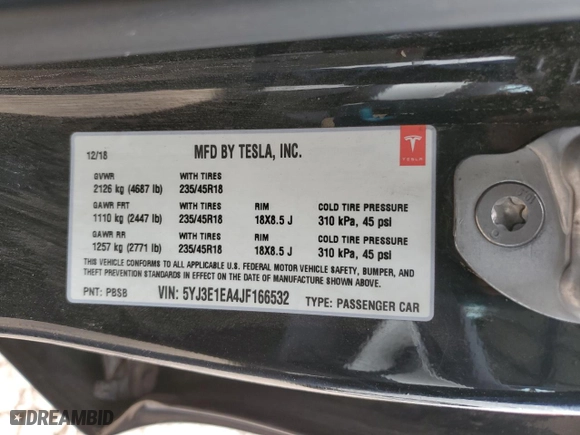 12/18 MFD BY TESLA, INC.
TESLA
GVWR WITH TIRES
2126 kg (4687 lb) 235/45R18
GAWR FRT WITH TIRES RIM COLD TIRE PRESSURE
1110 kg (2447 lb) 235/45R18 18X8.5 J 310 kPa, 45 psi
GAWR RR WITH TIRES RIM COLD TIRE PRESSURE
1257 kg (2771 lb) 235/45R18 18X8.5 J 310 kPa, 45 psi
THIS VEHICLE CONFORMS TO ALL APPLICABLE U.S. FEDERAL MOTOR VEHICLE SAFETY, BUMPER, AND
THEFT PREVENTION STANDARDS IN EFFECT ON THE DATE OF MANUFACTURE SHOWN ABOVE.
PNT: PBSB VIN: 5YJ3E1EA4JF166532 TYPE: PASSENGER CAR
DREAMBID